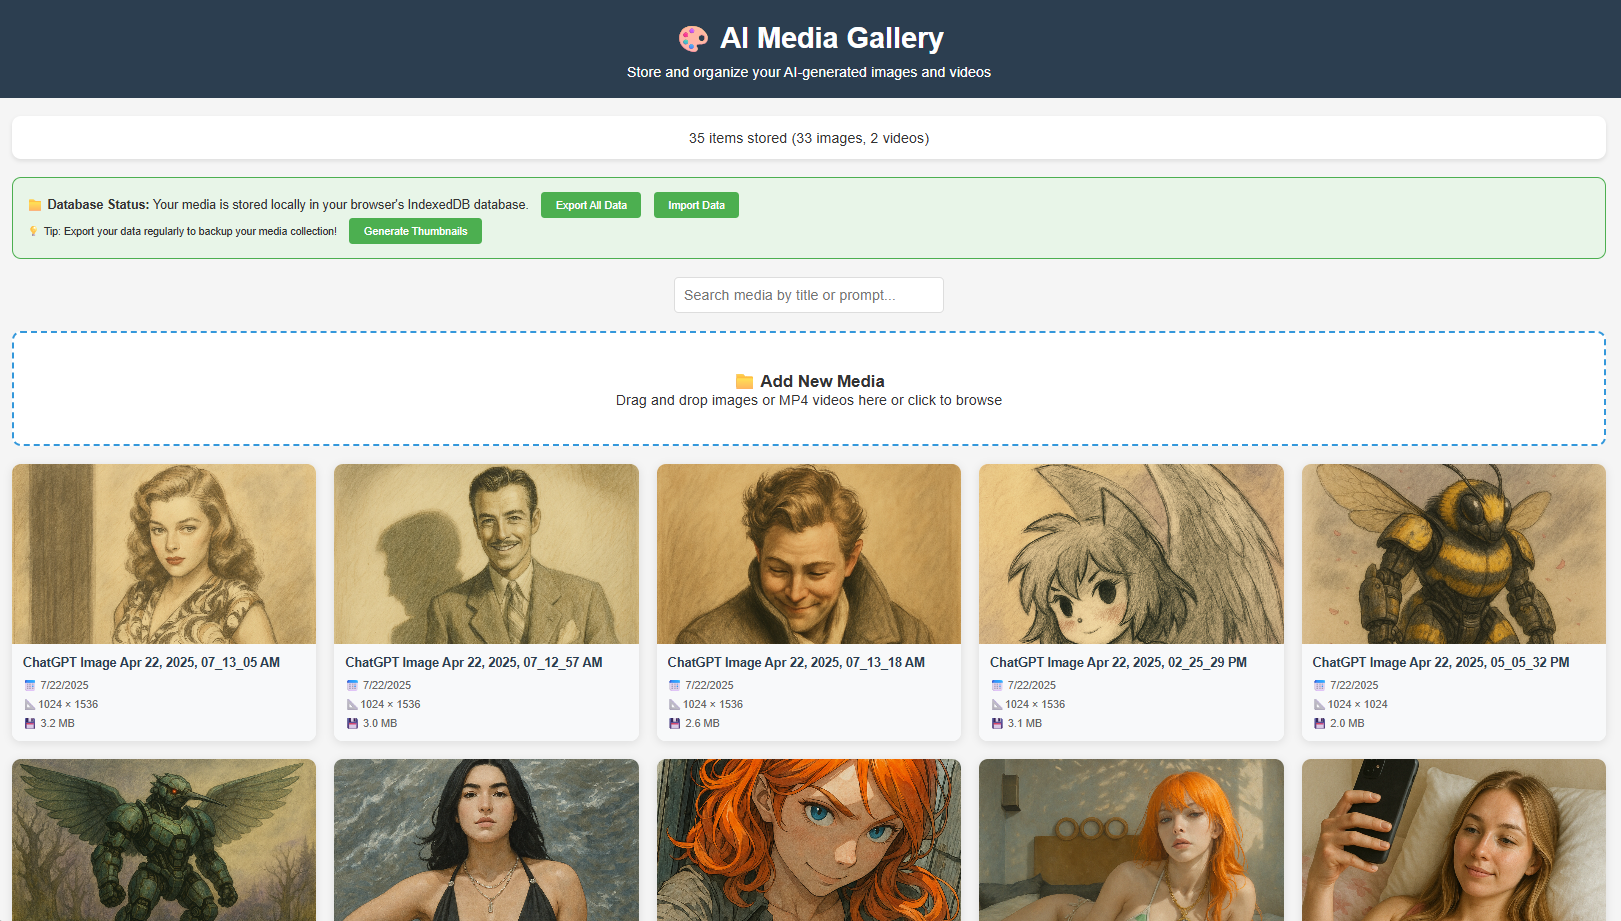 AI Media Gallery
Store and organize your AI-generated images and videos
35 items stored (33 images, 2 videos)
Database Status: Your media is stored locally in your browser's IndexedDB database. Export All Data Import Data
Tip: Export your data regularly to backup your media collection! Generate Thumbnails
Search media by title or prompt...
Add New Media
Drag and drop images or MP4 videos here or click to browse
ChatGPT Image Apr 22, 2025, 07_13_05 AM
7/22/2025
1024 × 1536
3.2 MB
ChatGPT Image Apr 22, 2025, 07_12_57 AM
7/22/2025
1024 × 1536
3.0 MB
ChatGPT Image Apr 22, 2025, 07_13_18 AM
7/22/2025
1024 × 1536
2.6 MB
ChatGPT Image Apr 22, 2025, 02_25_29 PM
7/22/2025
1024 × 1536
3.1 MB
ChatGPT Image Apr 22, 2025, 05_05_32 PM
7/22/2025
1024 × 1024
2.0 MB